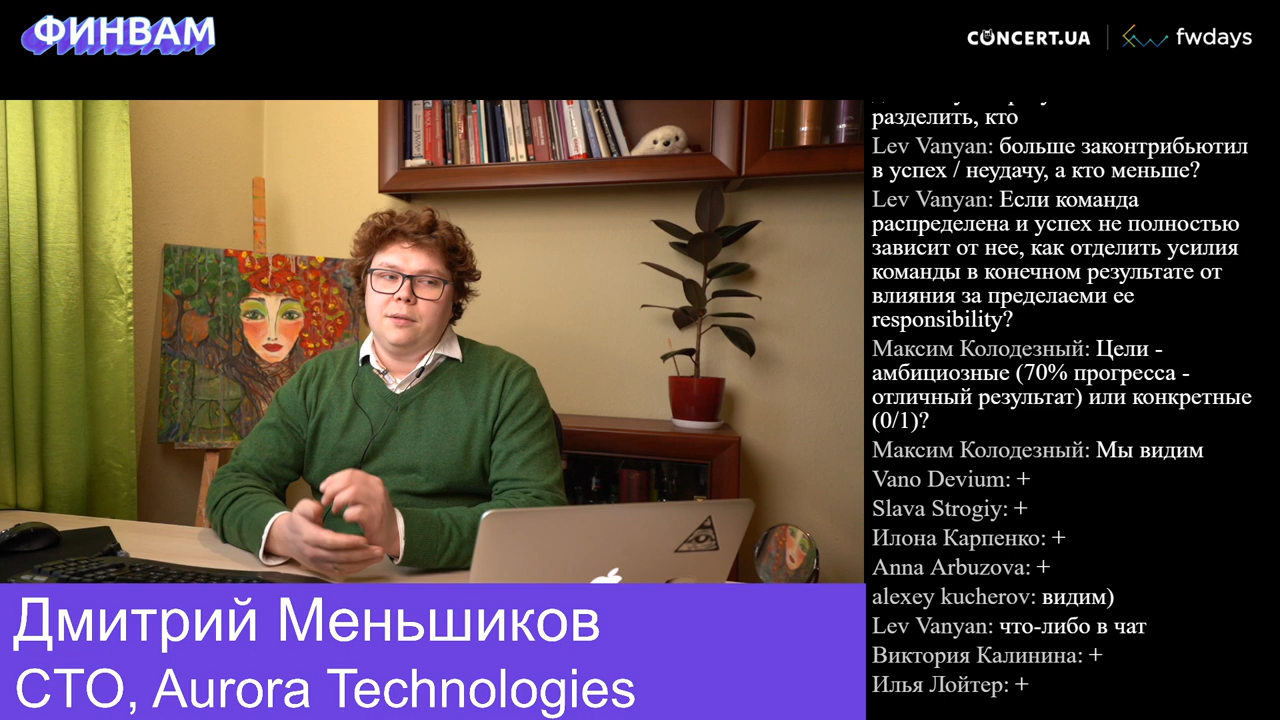 ФИНВАМ
CONCERT.UA
fwdays
разделить, кто
Lev Vanyan: больше законтрибьютил
в успех / неудачу, а кто меньше?
Lev Vanyan: Если команда
распределена и успех не полностью
зависит от нее, как отделить усилия
команды в конечном результате от
влияния за пределаеми ее
responsibility?
Максим Колодезный: Цели -
амбициозные (70% прогресса -
отличный результат) или конкретные
(0/1)?
Максим Колодезный: Мы видим
Vano Devium: +
Slava Strogiy: +
Илона Карпенко: +
Anna Arbuzova: +
alexey kucherov: видим)
Lev Vanyan: что-либо в чат
Виктория Калинина: +
Илья Лойтер: +
Дмитрий Меньшиков
CTO, Aurora Technologies